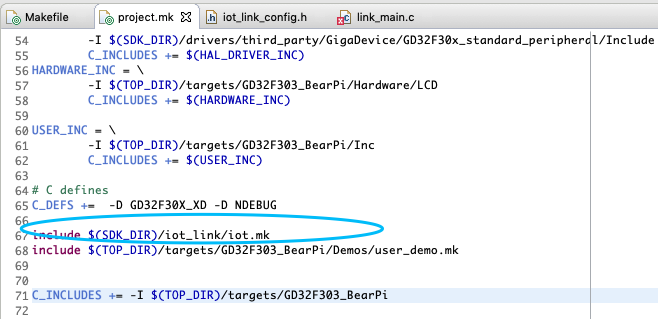 Makefile project.mk iot_link_config.h link_main.c
54 -I $(SDK_DIR)/drivers/third_party/GigaDevice/GD32F30x_standard_peripheral/Include
55 C_INCLUDES += $(HAL_DRIVER_INC)
56 HARDWARE_INC = \
57 -I $(TOP_DIR)/targets/GD32F303_BearPi/Hardware/LCD
58 C_INCLUDES += $(HARDWARE_INC)
59
60 USER_INC = \
61 -I $(TOP_DIR)/targets/GD32F303_BearPi/Inc
62 C_INCLUDES += $(USER_INC)
63
64 # C defines
65 C_DEFS += -D GD32F30X_XD -D NDEBUG
66
67 include $(SDK_DIR)/iot_link/iot.mk
68 include $(TOP_DIR)/targets/GD32F303_BearPi/Demos/user_demo.mk
69
70
71 C_INCLUDES += -I $(TOP_DIR)/targets/GD32F303_BearPi
72